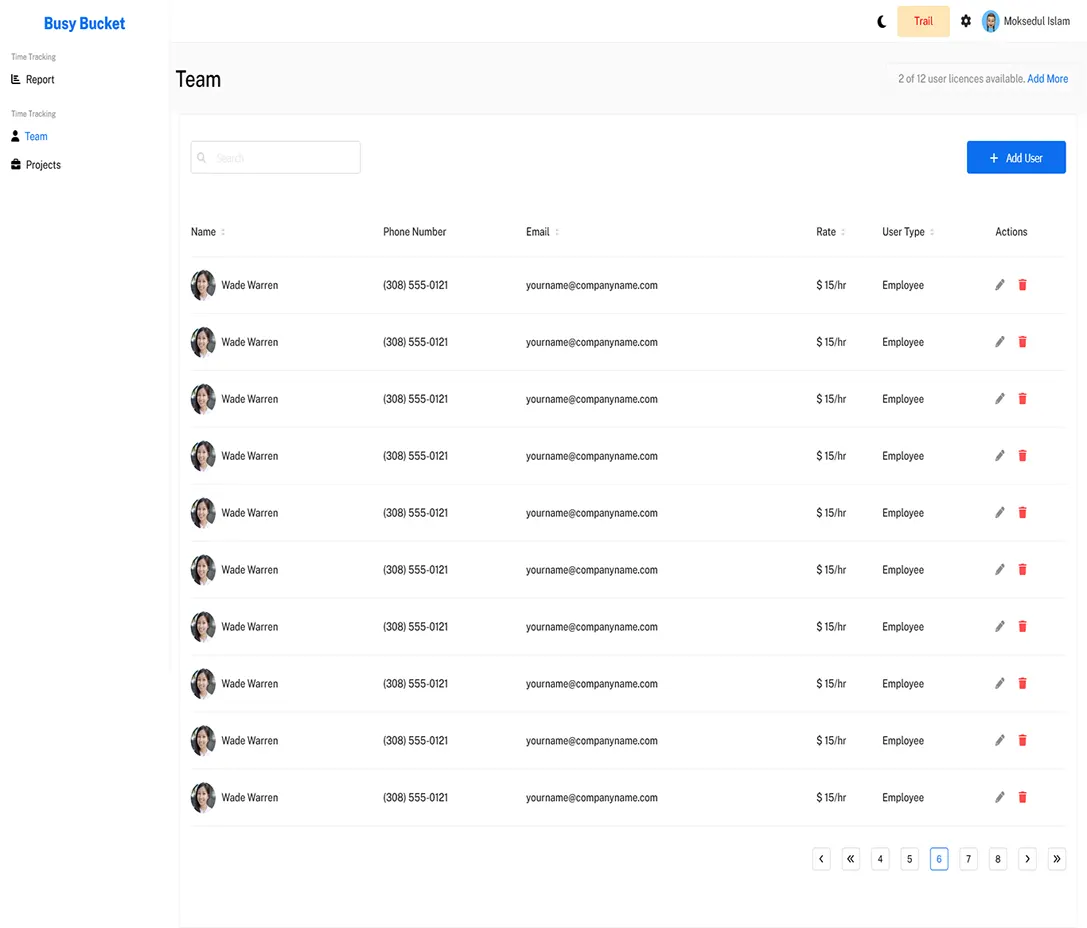 Busy Bucket
Trail
Moksedul Islam
Time Tracking
Report
Time Tracking
Team
Projects
Team
2 of 12 user licences available. Add More
Search
+ Add User
Name Phone Number Email Rate User Type Actions
Wade Warren (308) 555-0121 yourname@companyname.com $ 15/hr Employee
Wade Warren (308) 555-0121 yourname@companyname.com $ 15/hr Employee
Wade Warren (308) 555-0121 yourname@companyname.com $ 15/hr Employee
Wade Warren (308) 555-0121 yourname@companyname.com $ 15/hr Employee
Wade Warren (308) 555-0121 yourname@companyname.com $ 15/hr Employee
Wade Warren (308) 555-0121 yourname@companyname.com $ 15/hr Employee
Wade Warren (308) 555-0121 yourname@companyname.com $ 15/hr Employee
Wade Warren (308) 555-0121 yourname@companyname.com $ 15/hr Employee
Wade Warren (308) 555-0121 yourname@companyname.com $ 15/hr Employee
Wade Warren (308) 555-0121 yourname@companyname.com $ 15/hr Employee
‹ « 4 5 6 7 8 › »